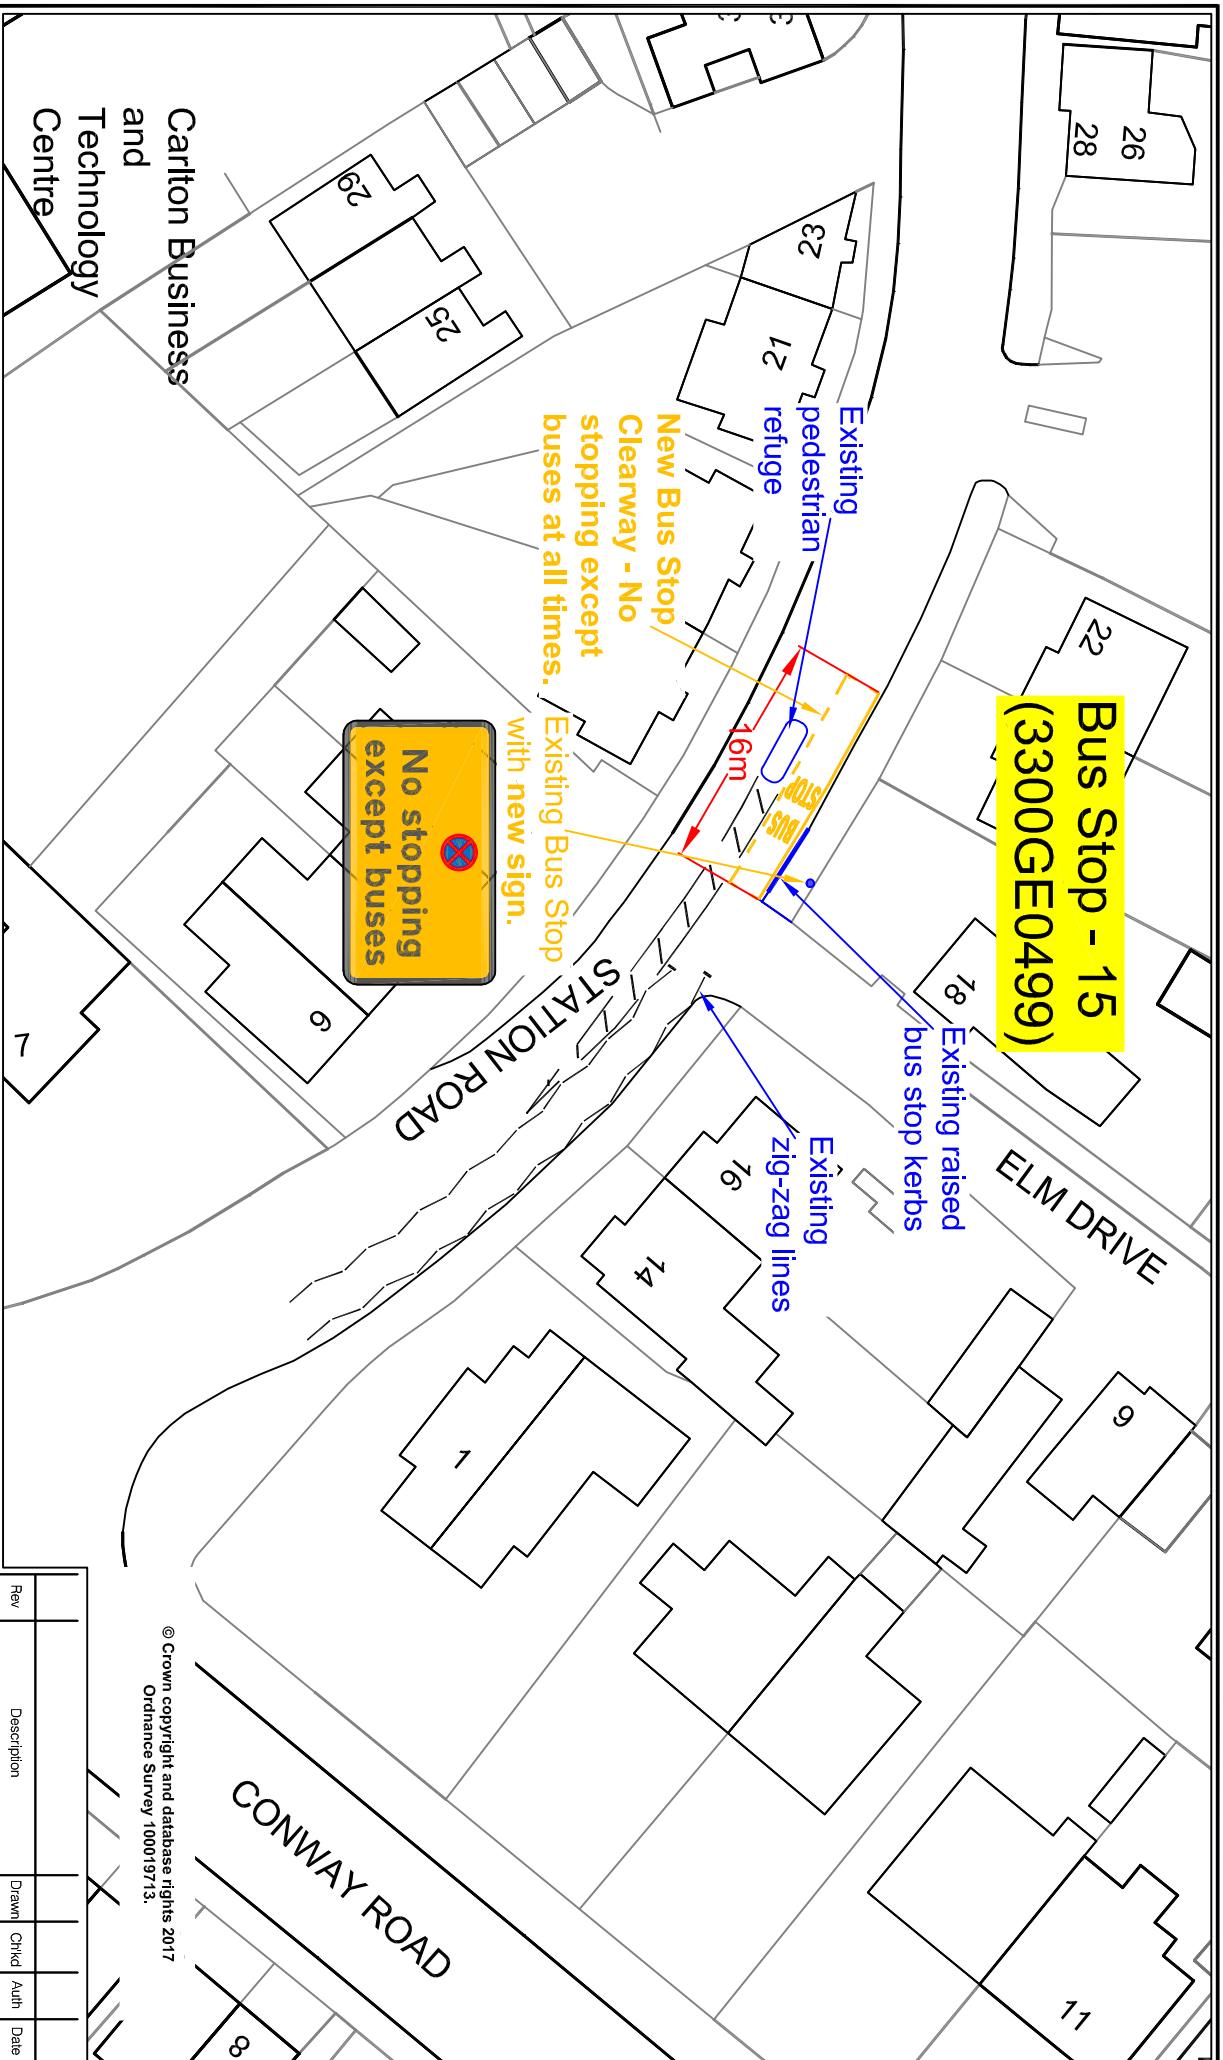 Bus Stop - 15
(3300GE0499)
26
28
22
18
ELM DRIVE
9
11
Existing raised
bus stop kerbs
Existing
pedestrian
refuge
Existing
zig-zag lines
23
21
16m
BUS
STOP
16
14
1
New Bus Stop
Clearway - No
stopping except
buses at all times.
Existing Bus Stop
with new sign.
No stopping
except buses
STATION ROAD
29
25
6
7
CONWAY ROAD
8
Carlton Business
and
Technology
Centre
© Crown copyright and database rights 2017
Ordnance Survey 100019713.
Rev
Description
Drawn
Ch'kd
Auth
Date